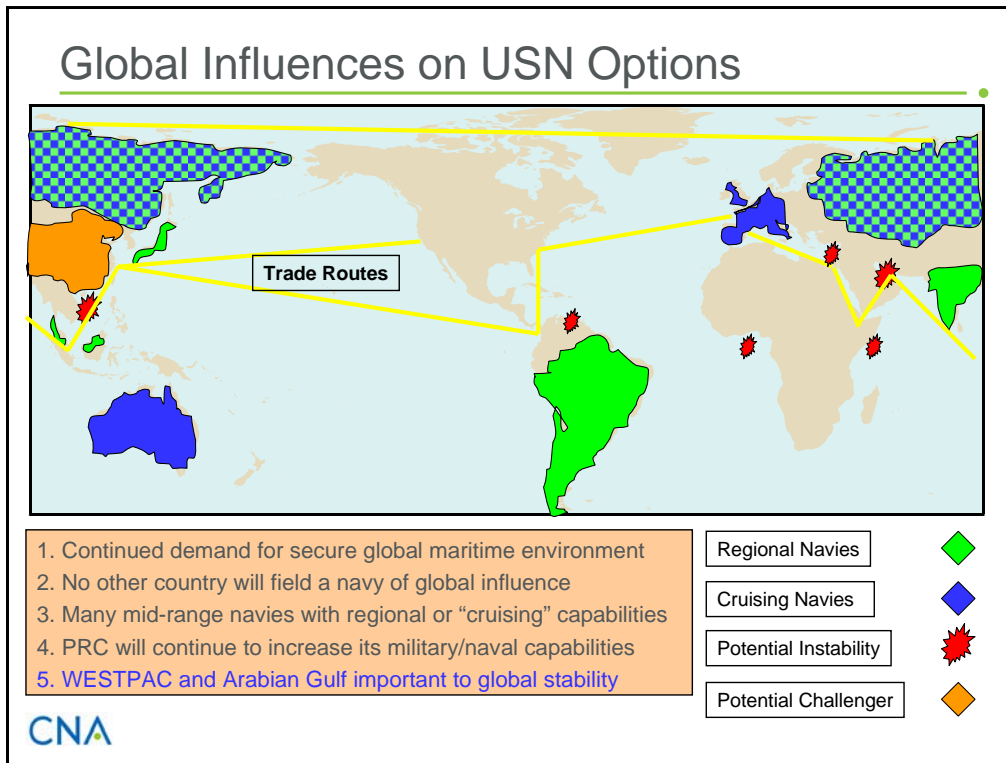 Global Influences on USN Options
Trade Routes
1. Continued demand for secure global maritime environment
2. No other country will field a navy of global influence
3. Many mid-range navies with regional or “cruising” capabilities
4. PRC will continue to increase its military/naval capabilities
5. WESTPAC and Arabian Gulf important to global stability
Regional Navies
Cruising Navies
Potential Instability
Potential Challenger
CNA